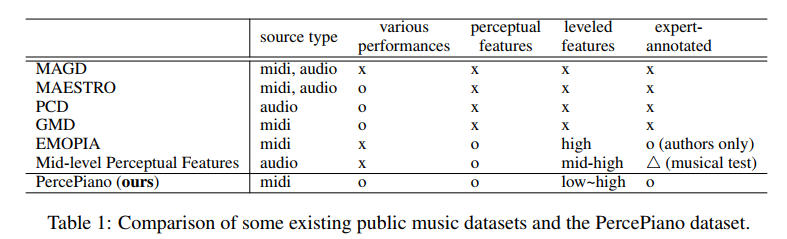 source type various performances perceptual features leveled features expert-annotated
MAGD midi, audio x x x x
MAESTRO midi, audio o x x x
PCD audio o x x x
GMD midi o x x x
EMOPIA midi x o high o (authors only)
Mid-level Perceptual Features audio x o mid-high △ (musical test)
PercePiano (ours) midi o o low~high o
Table 1: Comparison of some existing public music datasets and the PercePiano dataset.